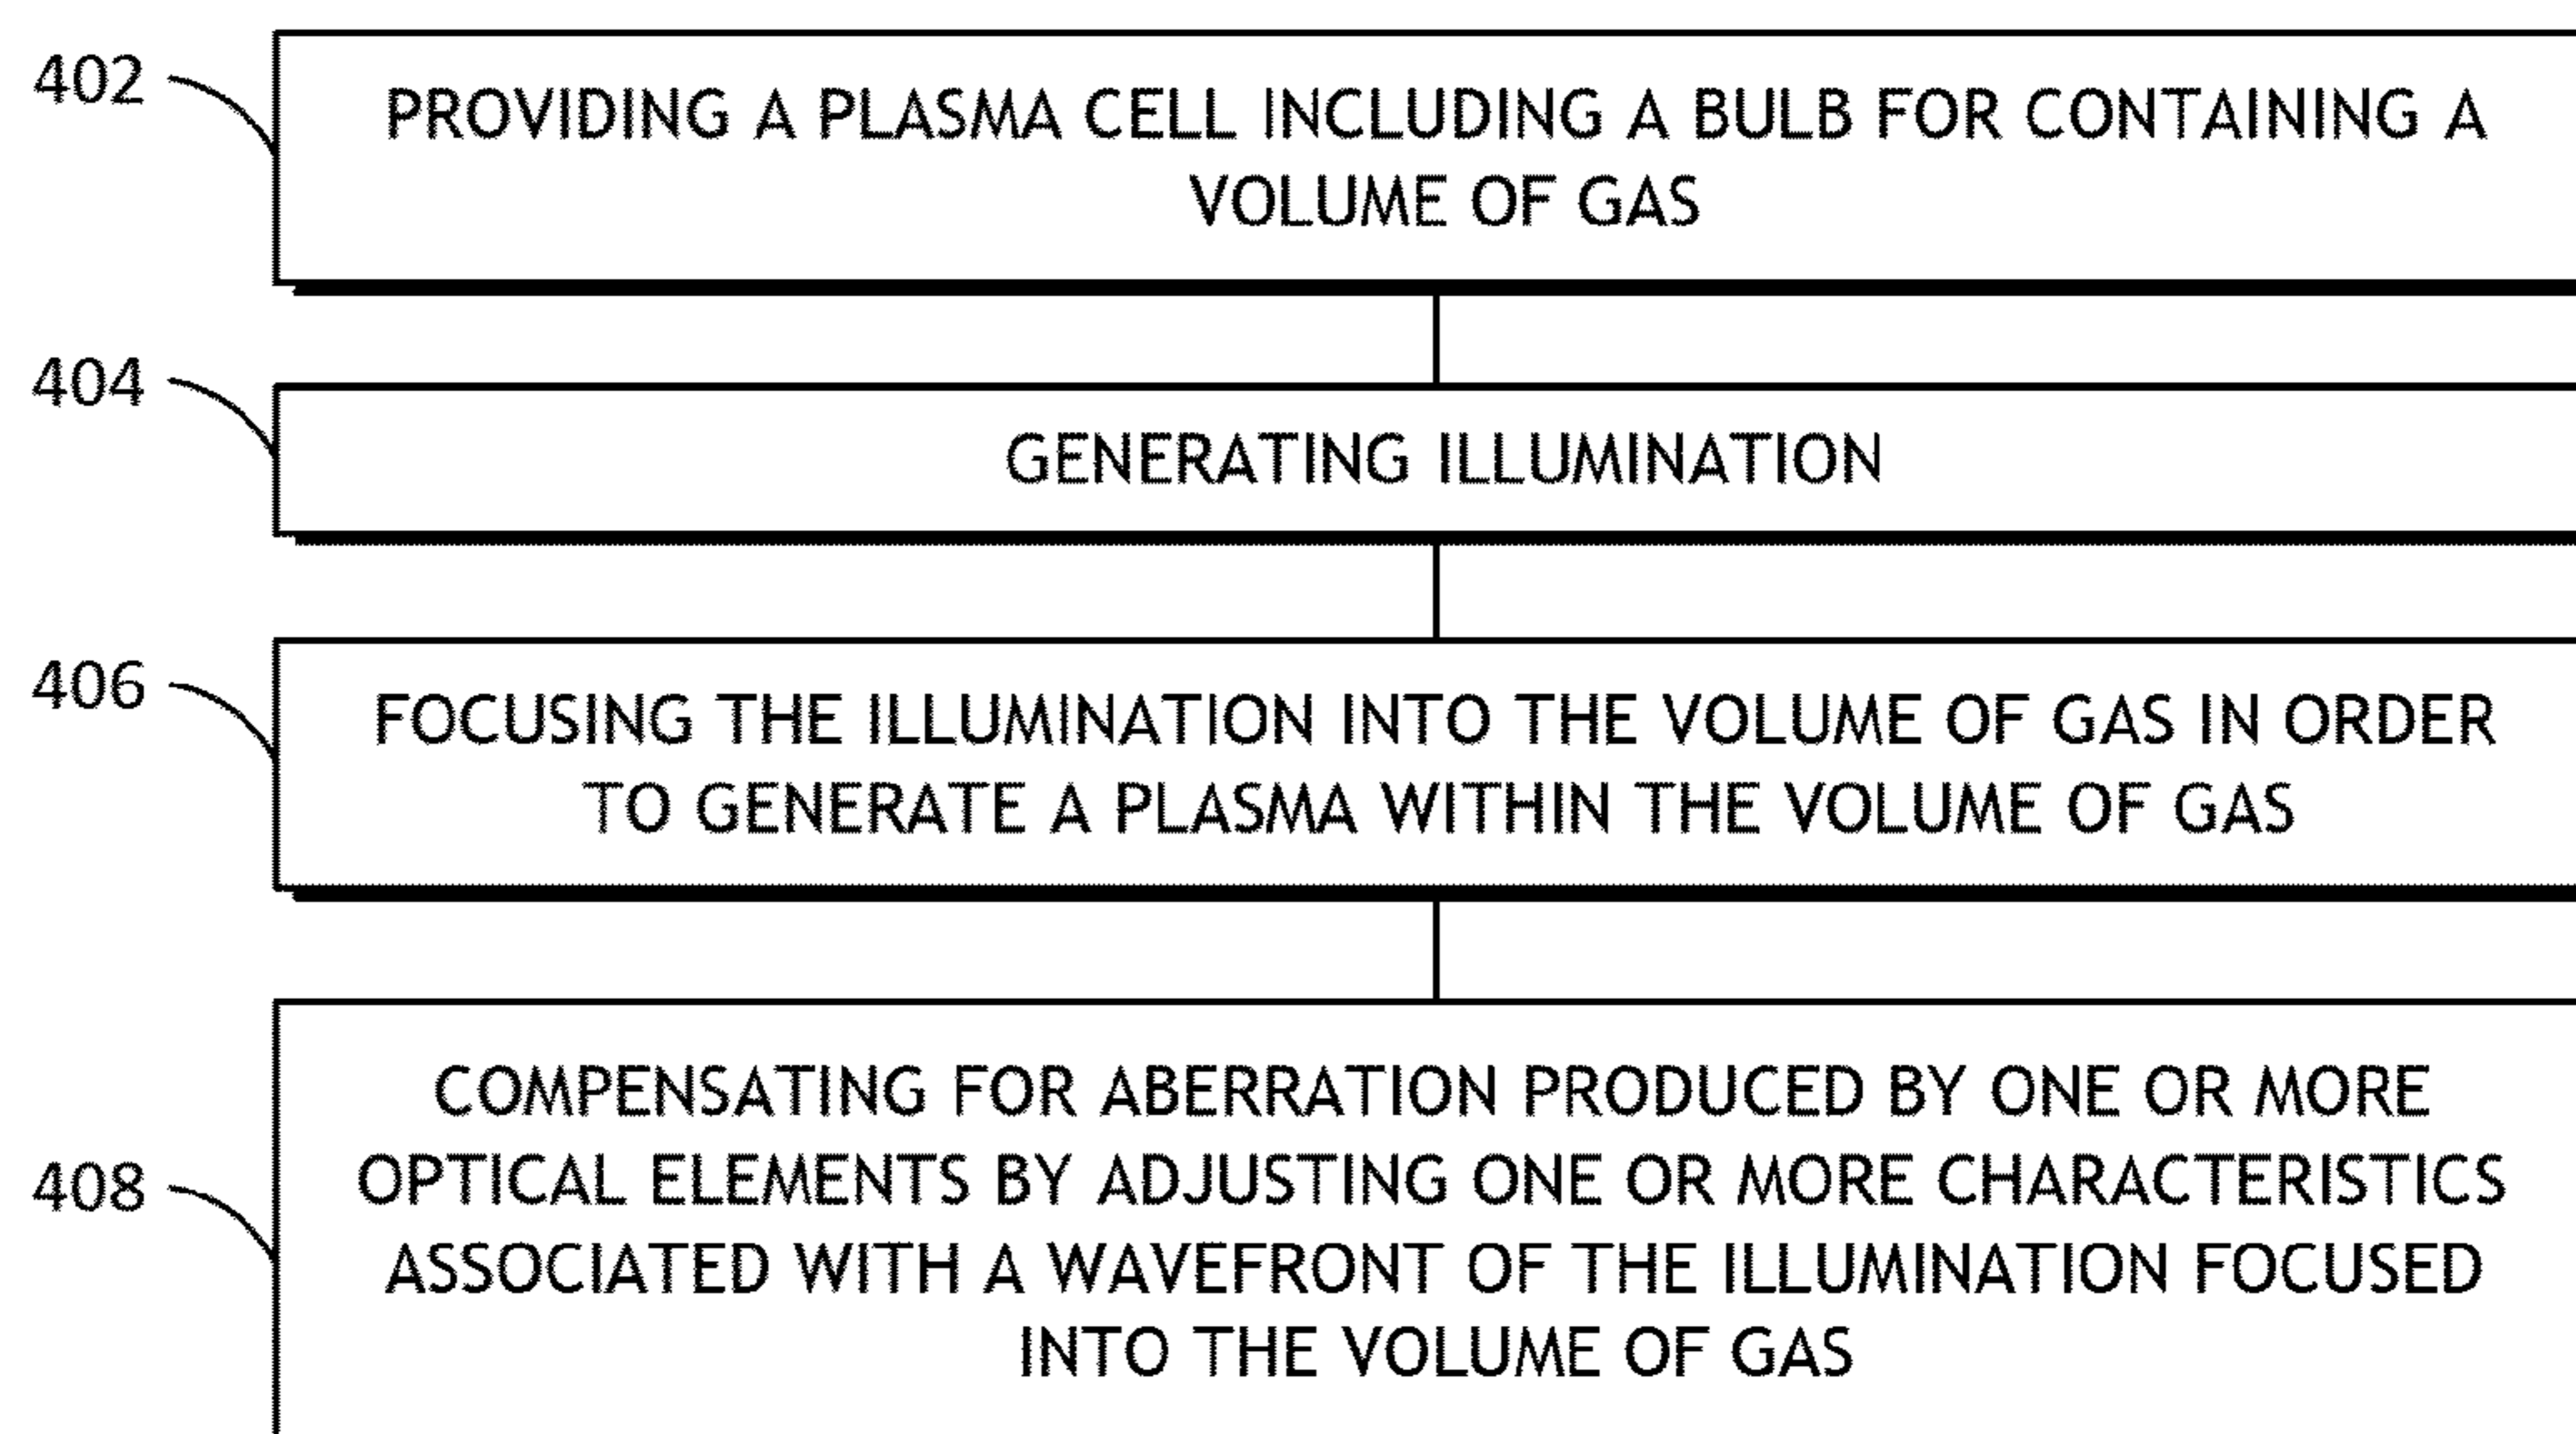 402
PROVIDING A PLASMA CELL INCLUDING A BULB FOR CONTAINING A
VOLUME OF GAS
404
GENERATING ILLUMINATION
406
FOCUSING THE ILLUMINATION INTO THE VOLUME OF GAS IN ORDER
TO GENERATE A PLASMA WITHIN THE VOLUME OF GAS
408
COMPENSATING FOR ABERRATION PRODUCED BY ONE OR MORE
OPTICAL ELEMENTS BY ADJUSTING ONE OR MORE CHARACTERISTICS
ASSOCIATED WITH A WAVEFRONT OF THE ILLUMINATION FOCUSED
INTO THE VOLUME OF GAS